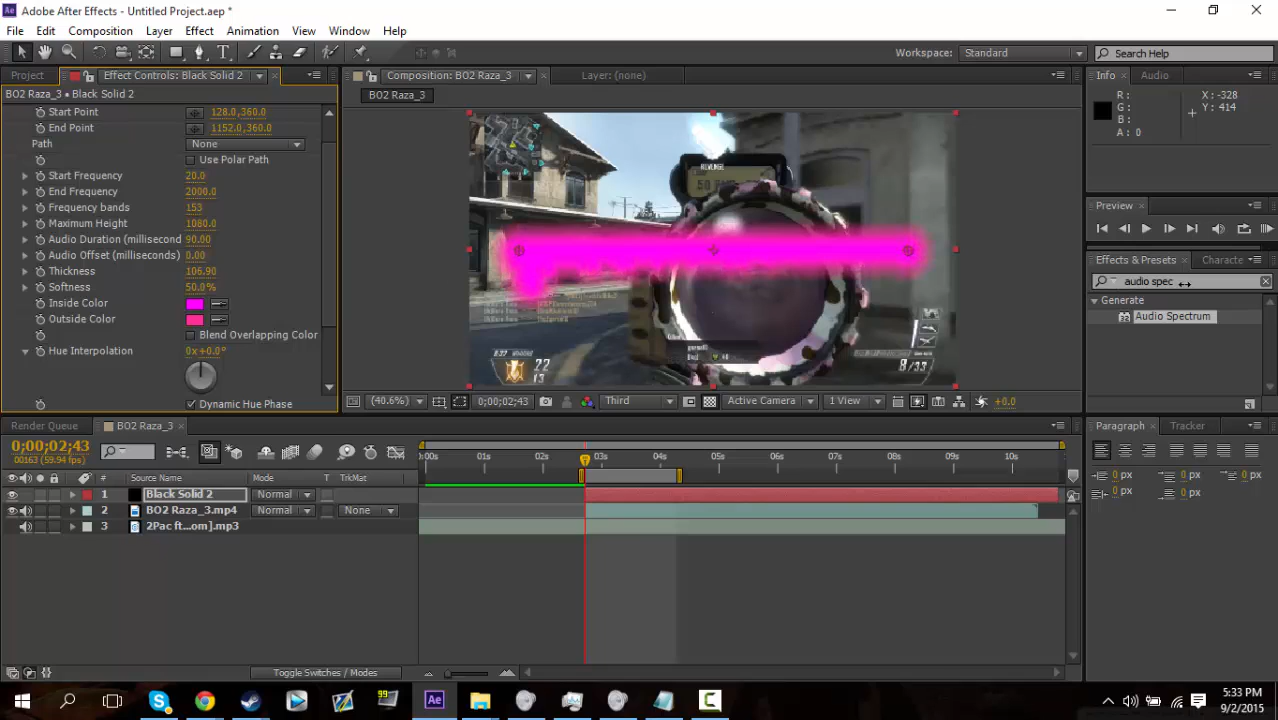 Adobe After Effects - Untitled Project.aep *
File Edit Composition Layer Effect Animation View Window Help
Workspace: Standard Search Help
Project Effect Controls: Black Solid 2 Composition: BO2 Raza_3 Layer: (none) Info Audio
BO2 Raza_3 • Black Solid 2
BO2 Raza_3
Start Point 128.0,360.0
End Point 1152.0,360.0
Path None
Use Polar Path
Start Frequency 20.0
End Frequency 2000.0
Frequency bands 153
Maximum Height 1080.0
Audio Duration (millisecond 90.00
Audio Offset (milliseconds) 0.00
Thickness 106.90
Softness 50.0%
Inside Color
Outside Color
Blend Overlapping Color
Hue Interpolation 0x+0.0°
Dynamic Hue Phase
REVENGE
22
13
8/33
R : X: -328
G : Y: 414
B :
A : 0
Preview
Effects & Presets Characte
audio spec
Generate
32 Audio Spectrum
(40.6%) 0;00;02;43 Third Active Camera 1 View +0.0
Render Queue BO2 Raza_3
0;00;02;43
00163 (59.94 fps)
:00s 01s 02s 03s 04s 05s 06s 07s 08s 09s 10s
# Source Name Mode T TrkMat
1 Black Solid 2 Normal
2 BO2 Raza_3.mp4 Normal None
3 2Pac ft...om].mp3
Toggle Switches / Modes
Paragraph Tracker
0 px 0 px 0 px
0 px 0 px
99
Ae
5:33 PM
9/2/2015